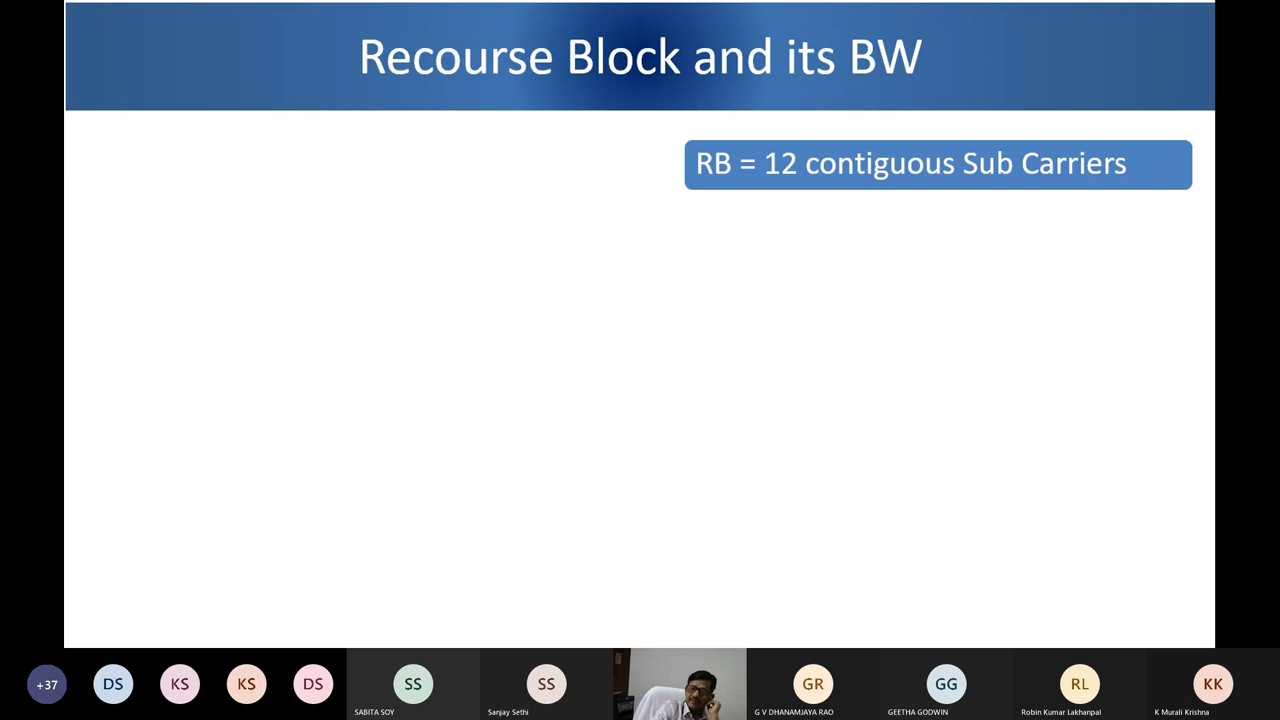 Recourse Block and its BW
RB = 12 contiguous Sub Carriers
+37
DS
KS
KS
DS
SS
SS
GR
GG
RL
KK
SABITA SOY
Sanjay Sethi
G V DHANAMJAYA RAO
GEETHA GODWIN
Robin Kumar Lakhanpal
K Murali Krishna